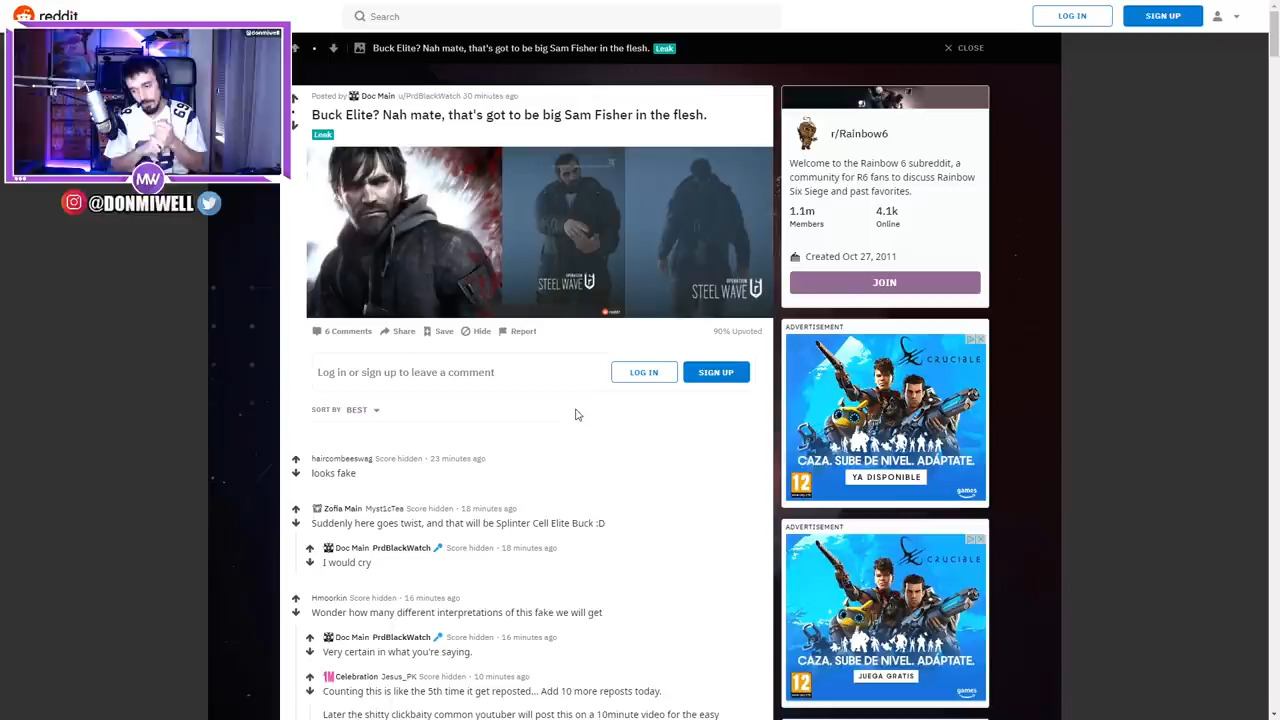 reddit
Search
LOG IN
SIGN UP
@donmiwell
MW
@DONMIWELL
Buck Elite? Nah mate, that's got to be big Sam Fisher in the flesh. Leak
CLOSE
Posted by Doc Main u/PrdBlackWatch 30 minutes ago
Buck Elite? Nah mate, that's got to be big Sam Fisher in the flesh.
Leak
OPERATION
STEEL WAVE
OPERATION
STEEL WAVE
reddit
6 Comments Share Save Hide Report
90% Upvoted
Log in or sign up to leave a comment
LOG IN
SIGN UP
SORT BY BEST
haircombeeswag Score hidden · 23 minutes ago
looks fake
Zofia Main Myst1cTea Score hidden · 18 minutes ago
Suddenly here goes twist, and that will be Splinter Cell Elite Buck :D
Doc Main PrdBlackWatch Score hidden · 18 minutes ago
I would cry
Hmoorkin Score hidden · 16 minutes ago
Wonder how many different interpretations of this fake we will get
Doc Main PrdBlackWatch Score hidden · 16 minutes ago
Very certain in what you're saying.
Celebration Jesus_PK Score hidden · 10 minutes ago
Counting this is like the 5th time it get reposted... Add 10 more reposts today.
Later the shitty clickbaity common youtuber will post this on a 10minute video for the easy
r/Rainbow6
Welcome to the Rainbow 6 subreddit, a
community for R6 fans to discuss Rainbow
Six Siege and past favorites.
1.1m
Members
4.1k
Online
Created Oct 27, 2011
JOIN
ADVERTISEMENT
CRUCIBLE
CAZA. SUBE DE NIVEL. ADÁPTATE.
12
YA DISPONIBLE
games
ADVERTISEMENT
CRUCIBLE
CAZA. SUBE DE NIVEL. ADÁPTATE.
12
JUEGA GRATIS
games